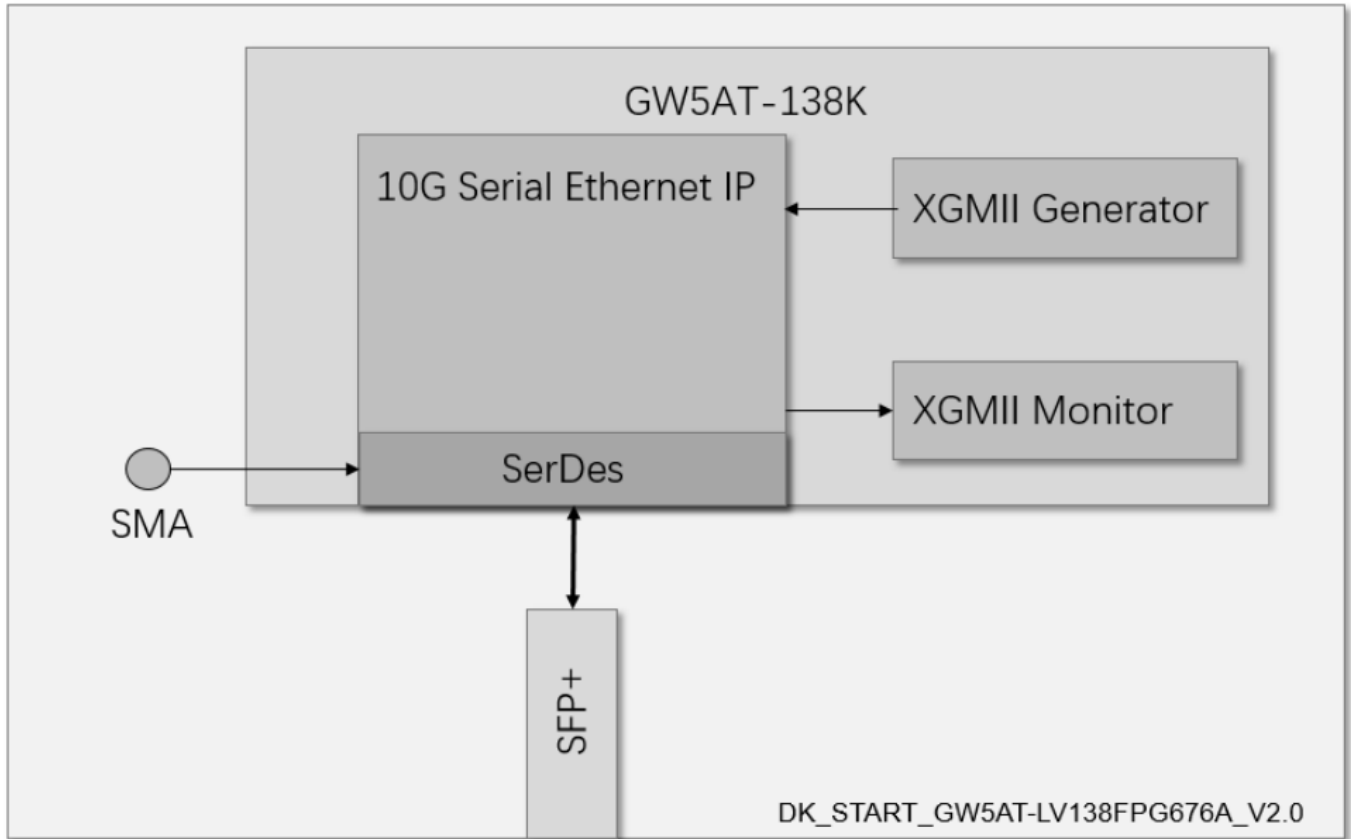 GW5AT-138K
10G Serial Ethernet IP
XGMII Generator
XGMII Monitor
SerDes
SMA
SFP+
DK_START_GW5AT-LV138FPG676A_V2.0